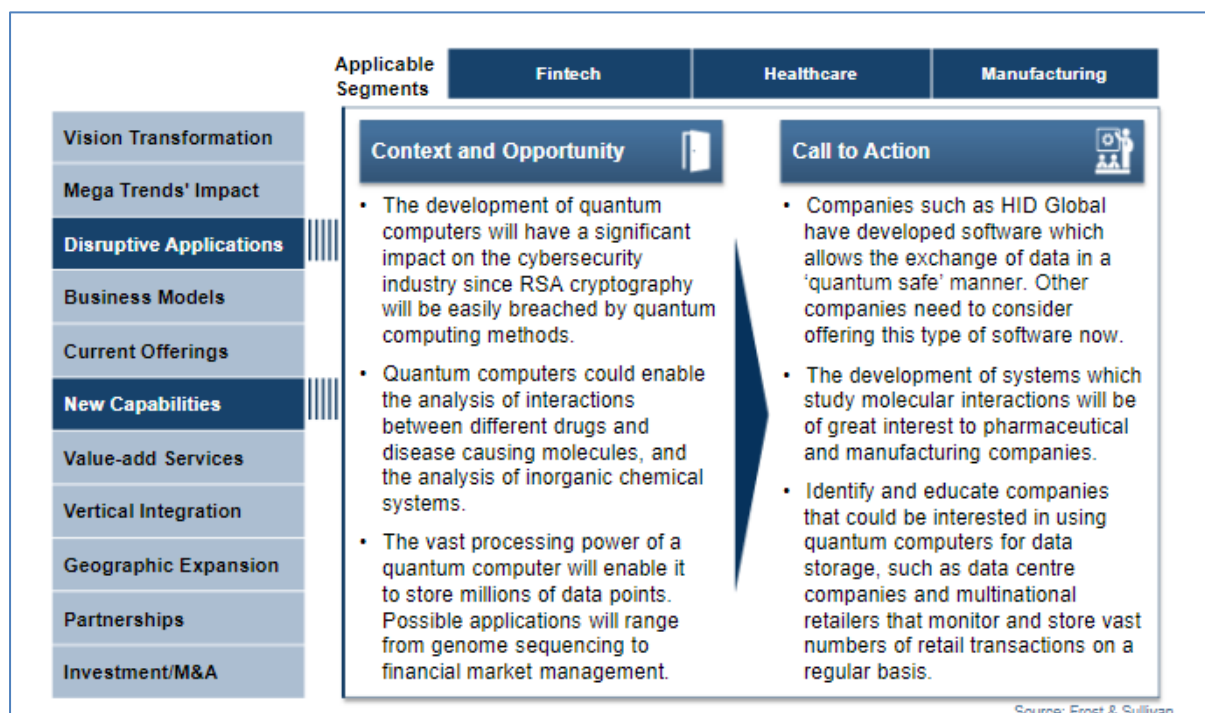 Applicable
Segments
Fintech
Healthcare
Manufacturing
Vision Transformation
Mega Trends' Impact
Disruptive Applications
Business Models
Current Offerings
New Capabilities
Value-add Services
Vertical Integration
Geographic Expansion
Partnerships
Investment/M&A
Context and Opportunity
• The development of quantum
computers will have a significant
impact on the cybersecurity
industry since RSA cryptography
will be easily breached by quantum
computing methods.
• Quantum computers could enable
the analysis of interactions
between different drugs and
disease causing molecules, and
the analysis of inorganic chemical
systems.
• The vast processing power of a
quantum computer will enable it
to store millions of data points.
Possible applications will range
from genome sequencing to
financial market management.
Call to Action
• Companies such as HID Global
have developed software which
allows the exchange of data in a
‘quantum safe’ manner. Other
companies need to consider
offering this type of software now.
• The development of systems which
study molecular interactions will be
of great interest to pharmaceutical
and manufacturing companies.
• Identify and educate companies
that could be interested in using
quantum computers for data
storage, such as data centre
companies and multinational
retailers that monitor and store vast
numbers of retail transactions on a
regular basis.
Source: Frost & Sullivan